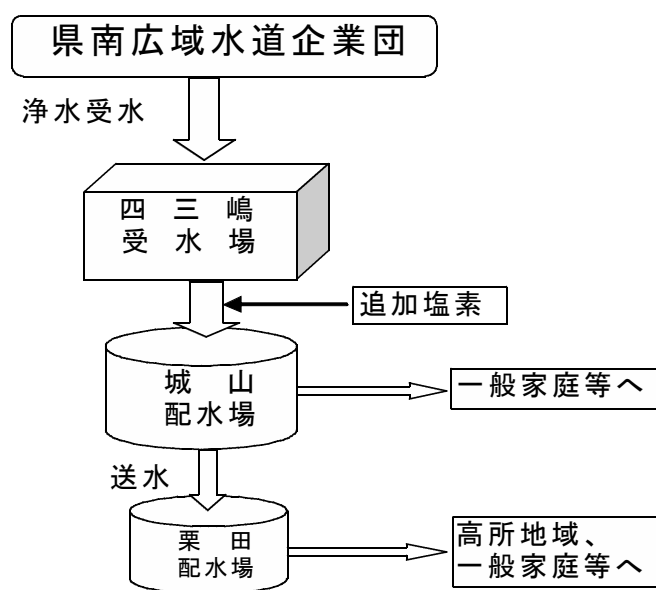 県南広域水道企業団
浄水受水
四三嶋
受水場
追加塩素
城山
配水場
一般家庭等へ
送水
栗田
配水場
高所地域、
一般家庭等へ